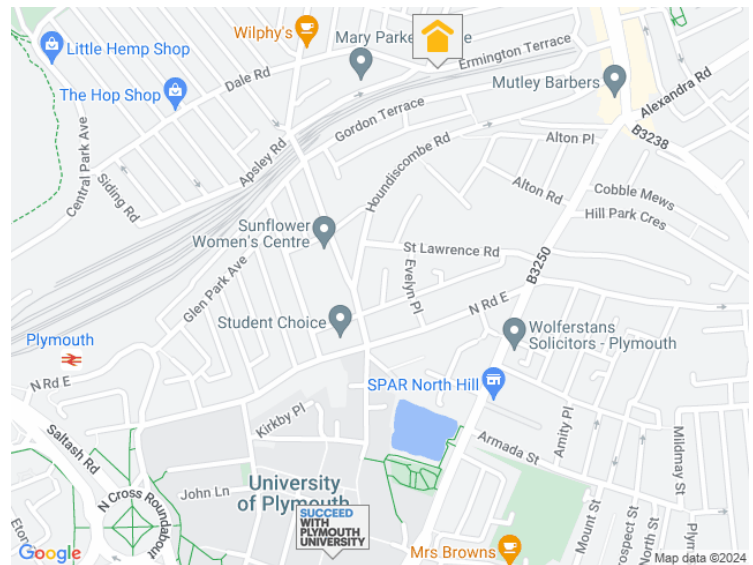 Little Hemp Shop
Wilphy's
Mary Parke
Ermington Terrace
The Hop Shop
Dale Rd
Mutley Barbers
Alexandra Rd
Gordon Terrace
B3238
Central Park Ave
Apsley Rd
Houndiscombe Rd
Alton Pl
Siding Rd
Alton Rd
Cobble Mews
Hill Park Cres
Sunflower
Women's Centre
St Lawrence Rd
B3250
Evelyn Pl
Glen Park Ave
Student Choice
N Rd E
Wolferstans
Solicitors - Plymouth
Plymouth
N Rd E
SPAR North Hill
Kirkby Pl
Saltash Rd
Armada St
Amity Pl
Mildmay St
University
of Plymouth
John Ln
N Cross Roundabout
SUCCEED
WITH
PLYMOUTH
UNIVERSITY
Mount St
North St
Mrs Browns
Google
Map data ©2024